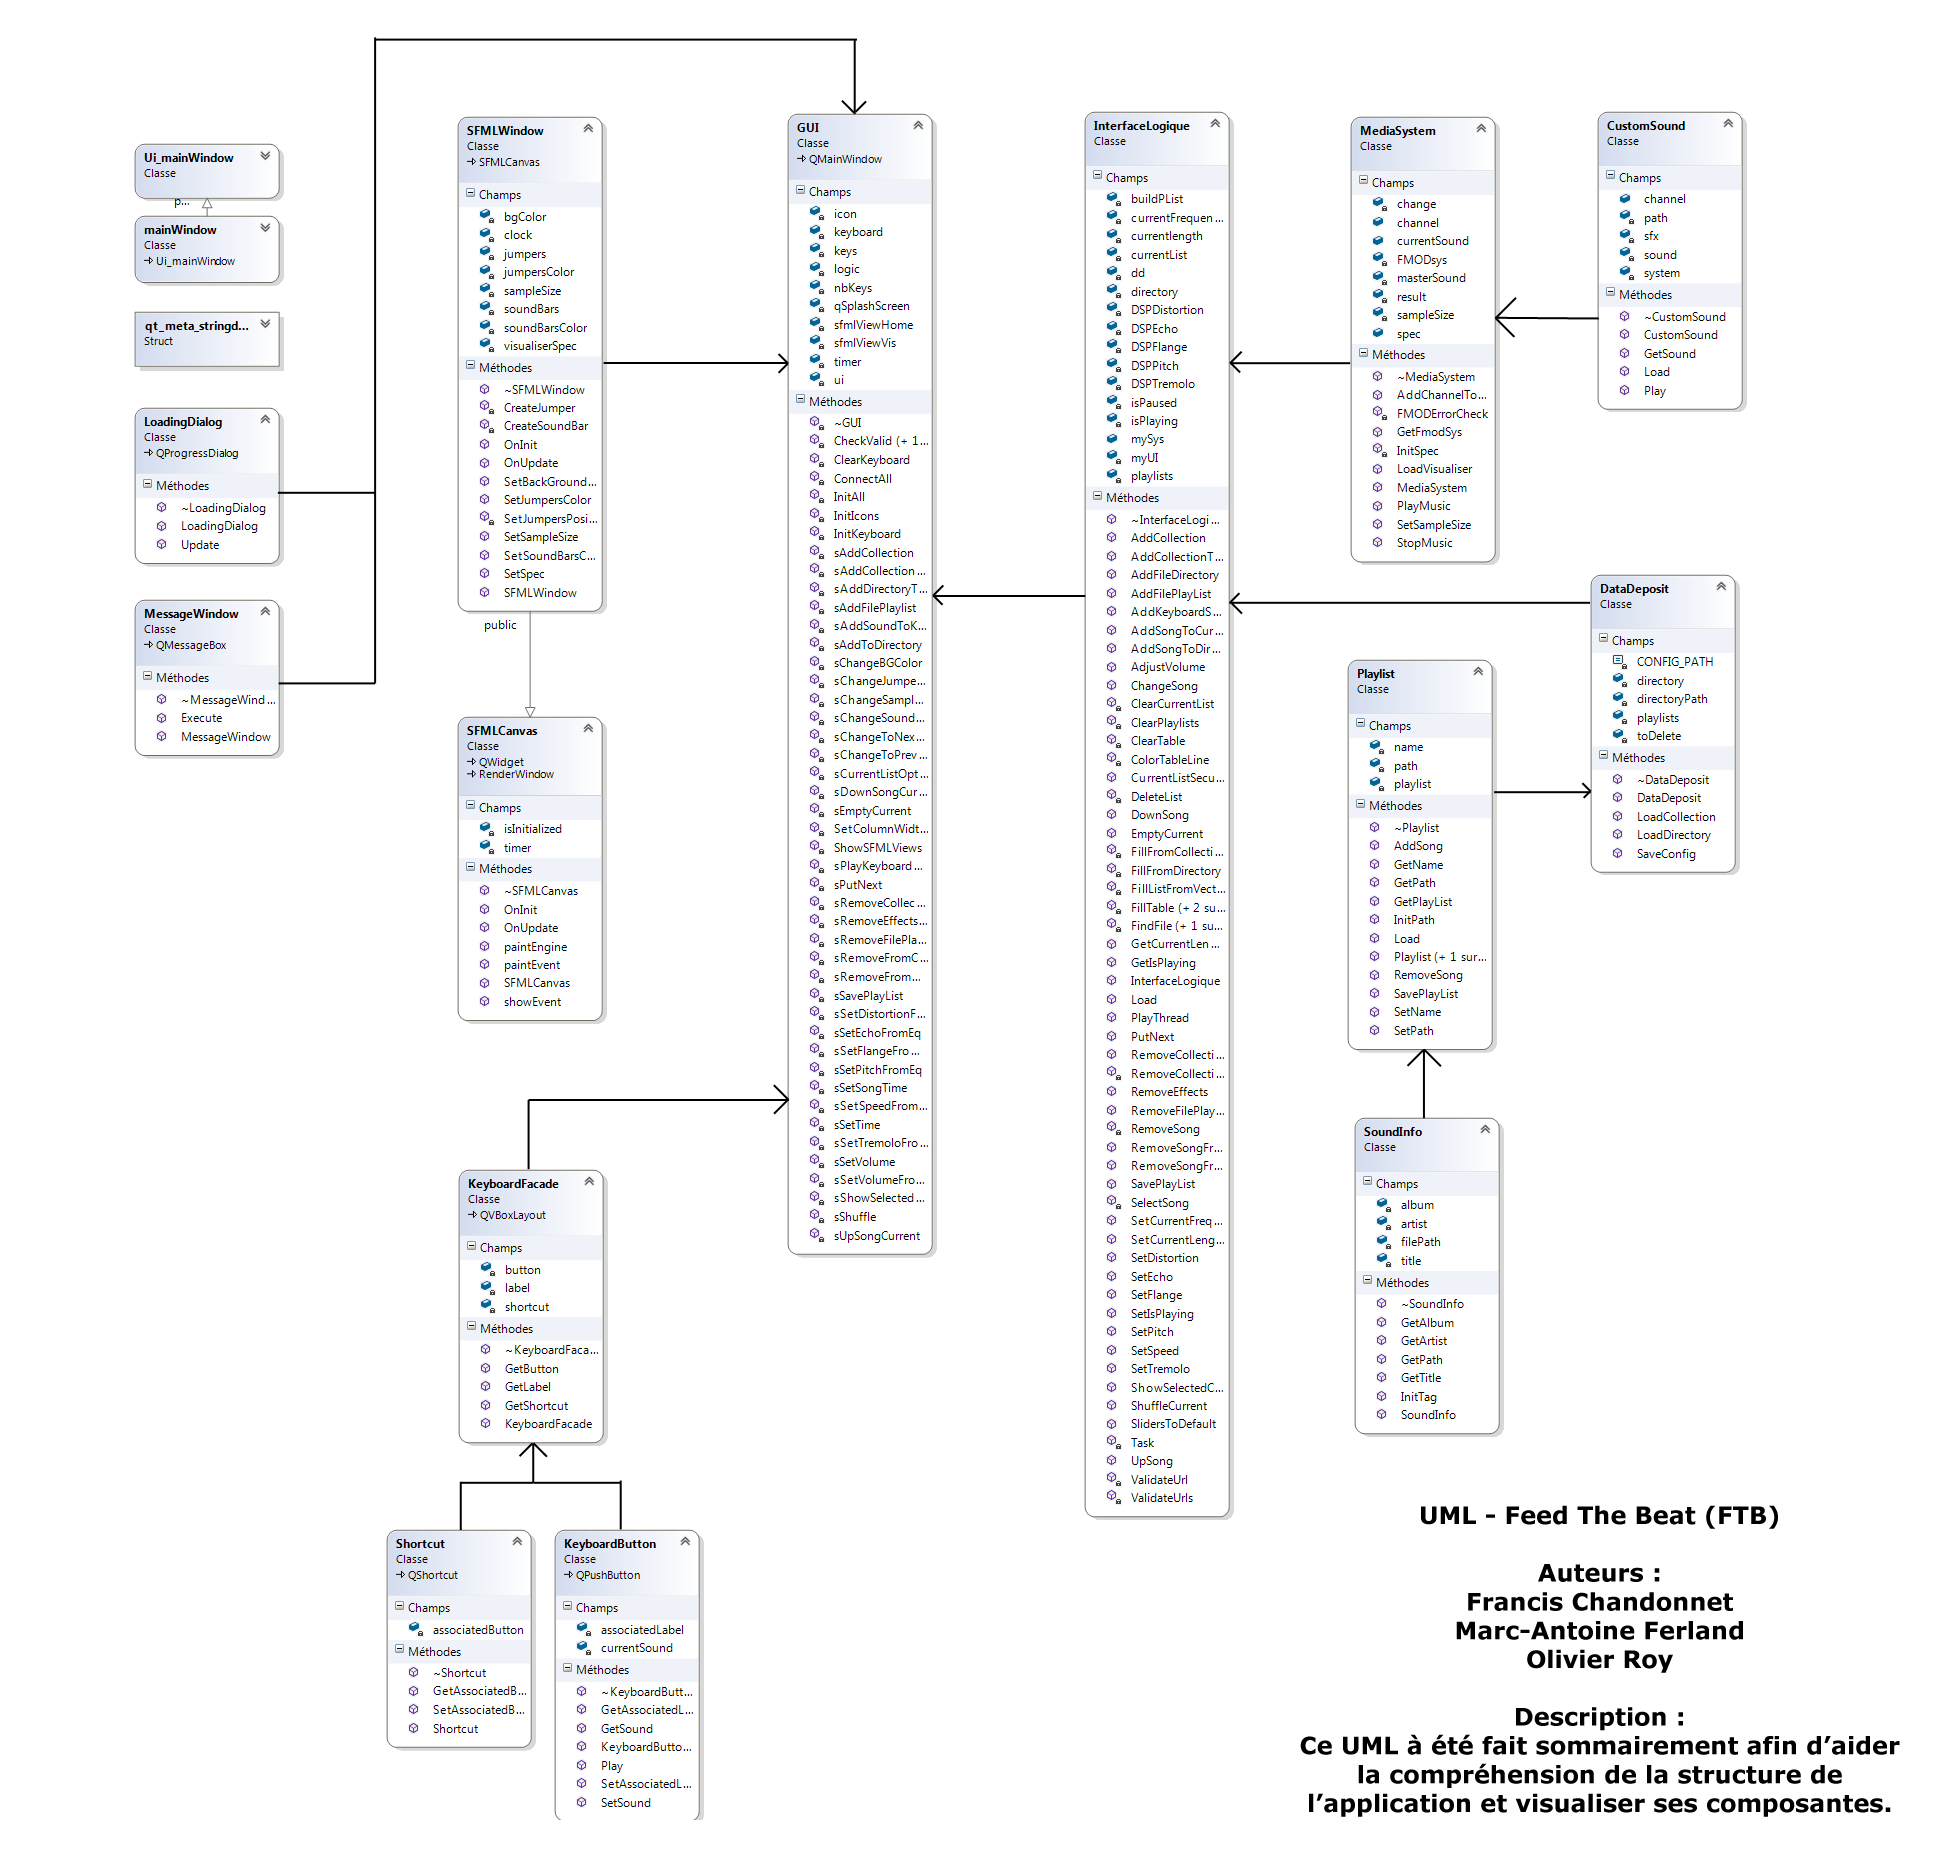 Ui_mainWindow
Classe
p...
mainWindow
Classe
Ui_mainWindow
qt_meta_stringd...
Struct
LoadingDialog
Classe
QProgressDialog
Méthodes
~LoadingDialog
LoadingDialog
Update
MessageWindow
Classe
QMessageBox
Méthodes
~MessageWind...
Execute
MessageWindow
SFMLWindow
Classe
SFMLCanvas
Champs
bgColor
clock
jumpers
jumpersColor
sampleSize
soundBars
soundBarsColor
visualiserSpec
Méthodes
~SFMLWindow
CreateJumper
CreateSoundBar
OnInit
OnUpdate
SetBackGround...
SetJumpersColor
SetJumpersPosi...
SetSampleSize
SetSoundBarsC...
SetSpec
SFMLWindow
public
SFMLCanvas
Classe
QWidget
RenderWindow
Champs
isInitialized
timer
Méthodes
~SFMLCanvas
OnInit
OnUpdate
paintEngine
paintEvent
SFMLCanvas
showEvent
KeyboardFacade
Classe
QVBoxLayout
Champs
button
label
shortcut
Méthodes
~KeyboardFaca...
GetButton
GetLabel
GetShortcut
KeyboardFacade
Shortcut
Classe
QShortcut
Champs
associatedButton
Méthodes
~Shortcut
GetAssociatedB...
SetAssociatedB...
Shortcut
KeyboardButton
Classe
QPushButton
Champs
associatedLabel
currentSound
Méthodes
~KeyboardButt...
GetAssociatedL...
GetSound
KeyboardButto...
Play
SetAssociatedL...
SetSound
GUI
Classe
QMainWindow
Champs
icon
keyboard
keys
logic
nbKeys
qSplashScreen
sfmlViewHome
sfmlViewVis
timer
ui
Méthodes
~GUI
CheckValid (+ 1...
ClearKeyboard
ConnectAll
InitAll
InitIcons
InitKeyboard
sAddCollection
sAddCollection...
sAddDirectoryT...
sAddFilePlaylist
sAddSoundToK...
sAddToDirectory
sChangeBGColor
sChangeJumpe...
sChangeSampl...
sChangeSound...
sChangeToNex...
sChangeToPrev...
sCurrentListOpt...
sDownSongCur...
sEmptyCurrent
SetColumnWidt...
ShowSFMLViews
sPlayKeyboard...
sPutNext
sRemoveCollec...
sRemoveEffects...
sRemoveFilePla...
sRemoveFromC...
sRemoveFrom...
sSavePlayList
sSetDistortionF...
sSetEchoFromEq
sSetFlangeFro...
sSetPitchFromEq
sSetSongTime
sSetSpeedFrom...
sSetTime
sSetTremoloFro...
sSetVolume
sSetVolumeFro...
sShowSelected...
sShuffle
sUpSongCurrent
InterfaceLogique
Classe
Champs
buildPList
currentFrequen...
currentlength
currentList
dd
directory
DSPDistortion
DSPEcho
DSPFlange
DSPPitch
DSPTremolo
isPaused
isPlaying
mySys
myUI
playlists
Méthodes
~InterfaceLogi...
AddCollection
AddCollectionT...
AddFileDirectory
AddFilePlayList
AddKeyboardS...
AddSongToCur...
AddSongToDir...
AdjustVolume
ChangeSong
ClearCurrentList
ClearPlaylists
ClearTable
ColorTableLine
CurrentListSecu...
DeleteList
DownSong
EmptyCurrent
FillFromCollecti...
FillFromDirectory
FillListFromVect...
FillTable (+ 2 su...
FindFile (+ 1 su...
GetCurrentLen...
GetIsPlaying
InterfaceLogique
Load
PlayThread
PutNext
RemoveCollecti...
RemoveCollecti...
RemoveEffects
RemoveFilePlay...
RemoveSong
RemoveSongFr...
RemoveSongFr...
SavePlayList
SelectSong
SetCurrentFreq...
SetCurrentLeng...
SetDistortion
SetEcho
SetFlange
SetIsPlaying
SetPitch
SetSpeed
SetTremolo
ShowSelectedC...
ShuffleCurrent
SlidersToDefault
Task
UpSong
ValidateUrl
ValidateUrls
MediaSystem
Classe
Champs
change
channel
currentSound
FMODsys
masterSound
result
sampleSize
spec
Méthodes
~MediaSystem
AddChannelTo...
FMODErrorCheck
GetFmodSys
InitSpec
LoadVisualiser
MediaSystem
PlayMusic
SetSampleSize
StopMusic
CustomSound
Classe
Champs
channel
path
sfx
sound
system
Méthodes
~CustomSound
CustomSound
GetSound
Load
Play
DataDeposit
Classe
Champs
CONFIG_PATH
directory
directoryPath
playlists
toDelete
Méthodes
~DataDeposit
DataDeposit
LoadCollection
LoadDirectory
SaveConfig
Playlist
Classe
Champs
name
path
playlist
Méthodes
~Playlist
AddSong
GetName
GetPath
GetPlayList
InitPath
Load
Playlist (+ 1 sur...
RemoveSong
SavePlayList
SetName
SetPath
SoundInfo
Classe
Champs
album
artist
filePath
title
Méthodes
~SoundInfo
GetAlbum
GetArtist
GetPath
GetTitle
InitTag
SoundInfo
UML - Feed The Beat (FTB)
Auteurs :
Francis Chandonnet
Marc-Antoine Ferland
Olivier Roy
Description :
Ce UML à été fait sommairement afin d’aider
la compréhension de la structure de
l’application et visualiser ses composantes.